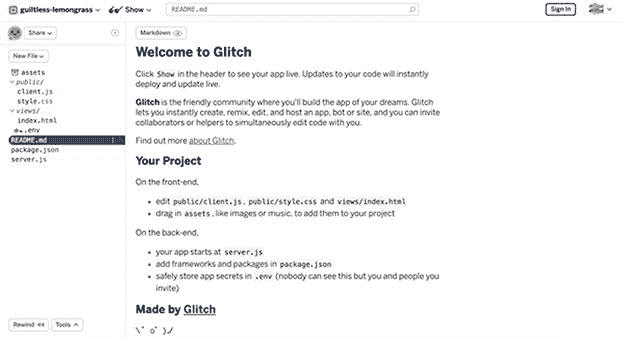 guiltless-lemongrass
Show
README.md
Sign In
Share
New File
assets
public/
client.js
style.css
views/
index.html
.env
README.md
package.json
server.js
Rewind
Tools
Markdown
Welcome to Glitch
Click Show in the header to see your app live. Updates to your code will instantly
deploy and update live.
Glitch is the friendly community where you'll build the app of your dreams. Glitch
lets you instantly create, remix, edit, and host an app, bot or site, and you can invite
collaborators or helpers to simultaneously edit code with you.
Find out more about Glitch.
Your Project
On the front-end,
• edit public/client.js, public/style.css and views/index.html
• drag in assets, like images or music, to add them to your project
On the back-end,
• your app starts at server.js
• add frameworks and packages in package.json
• safely store app secrets in .env (nobody can see this but you and people you
invite)
Made by Glitch
\ ゜o゜)ノ